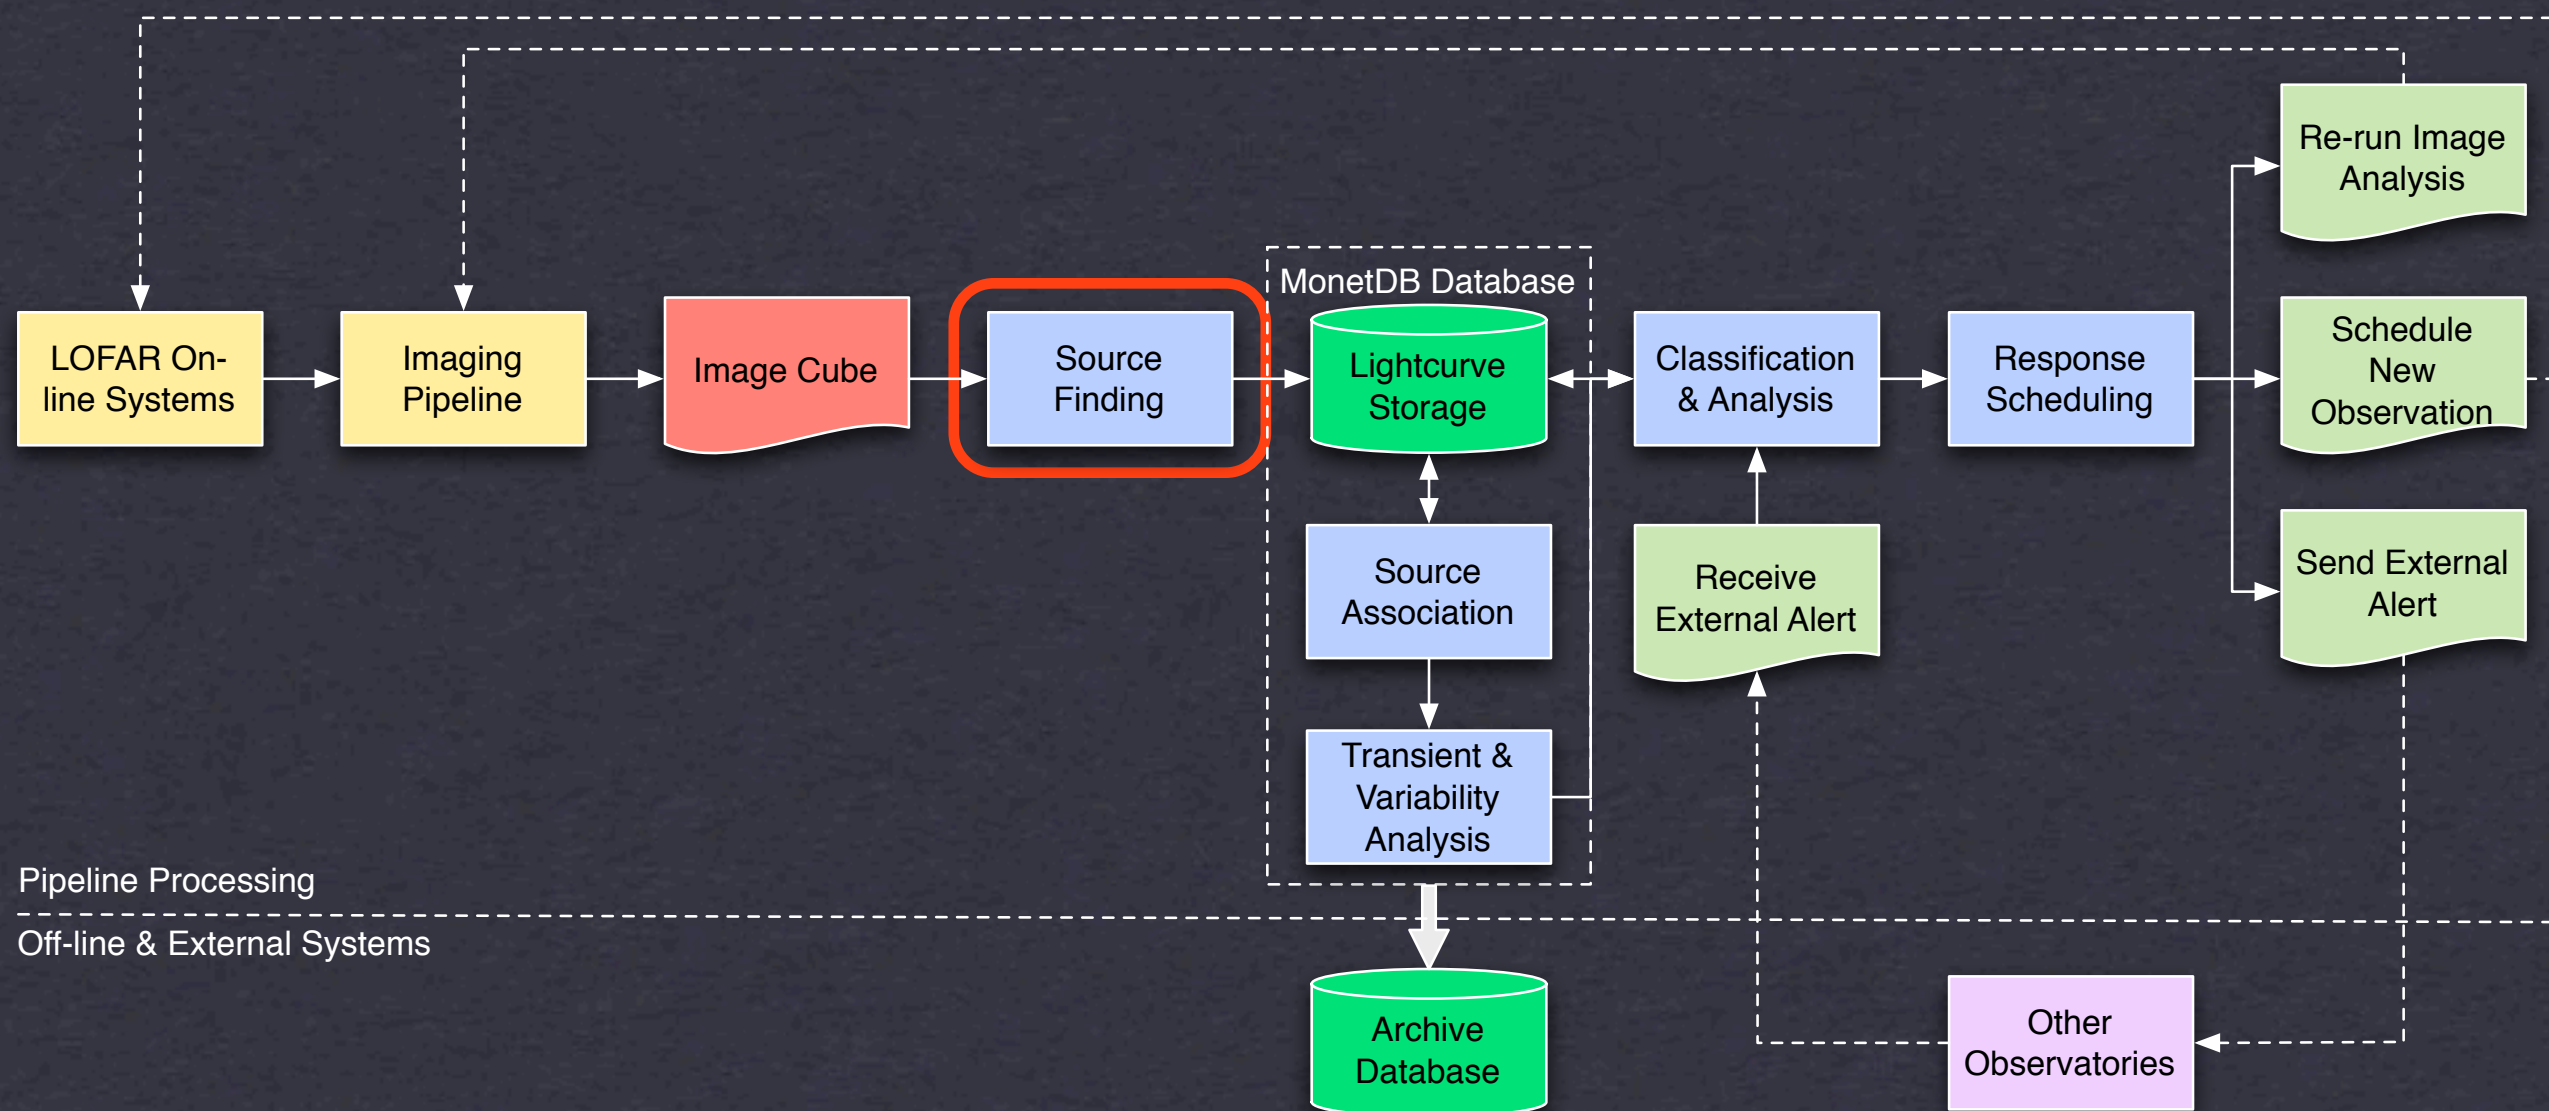 Re-run Image
Analysis
MonetDB Database
LOFAR On-
line Systems
Imaging
Pipeline
Image Cube
Source
Finding
Lightcurve
Storage
Classification
& Analysis
Response
Scheduling
Schedule
New
Observation
Source
Association
Receive
External Alert
Send External
Alert
Transient &
Variability
Analysis
Pipeline Processing
Off-line & External Systems
Archive
Database
Other
Observatories